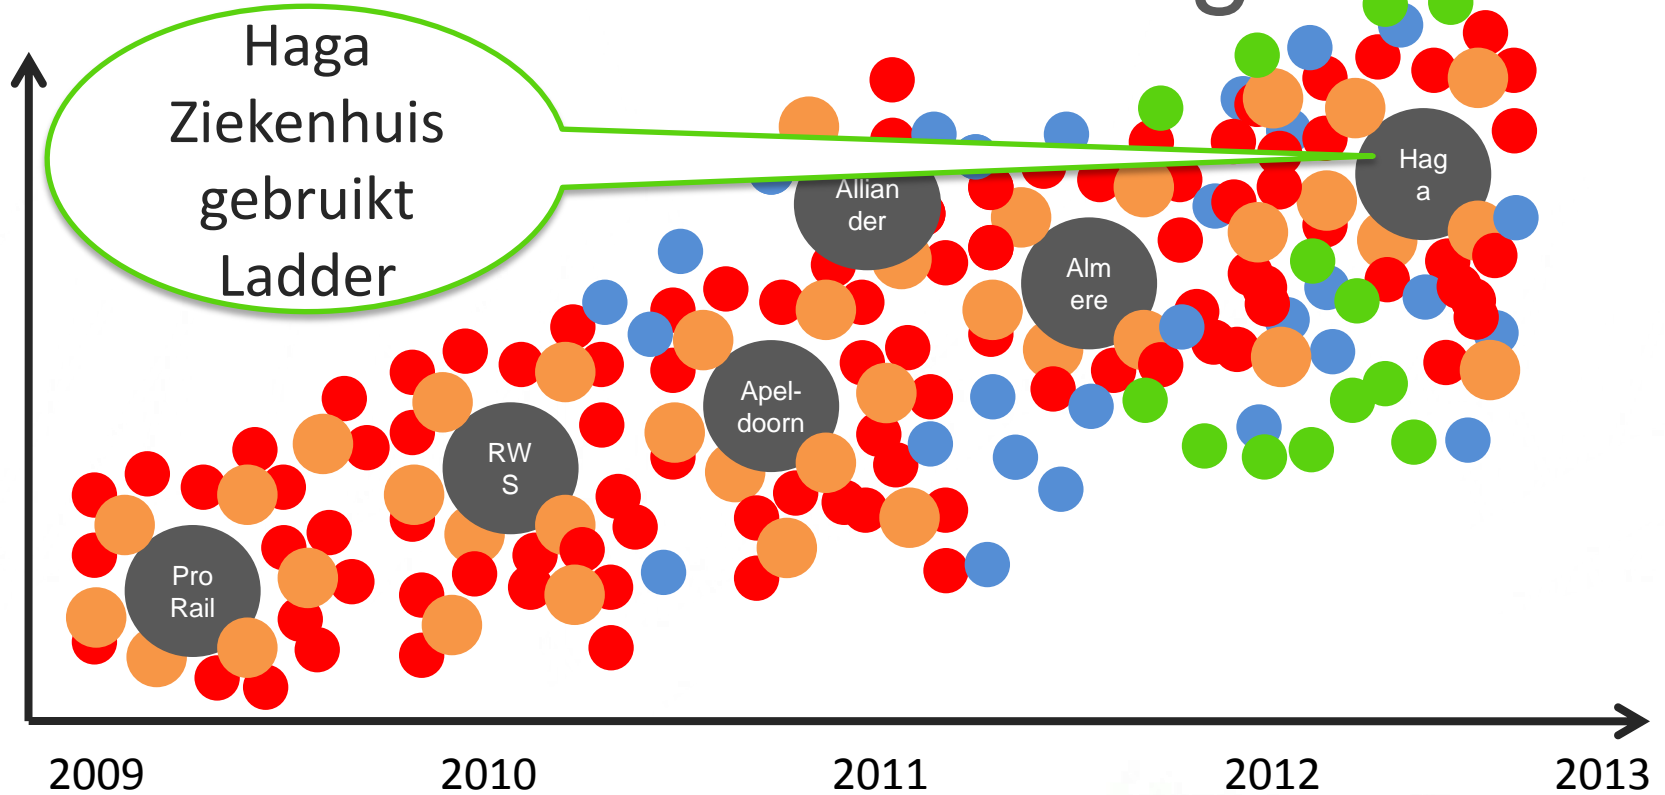 g
Haga
Ziekenhuis
gebruikt
Ladder
Hag
a
Allian
der
Alm
ere
Apel-
doorn
RW
S
Pro
Rail
2009
2010
2011
2012
2013